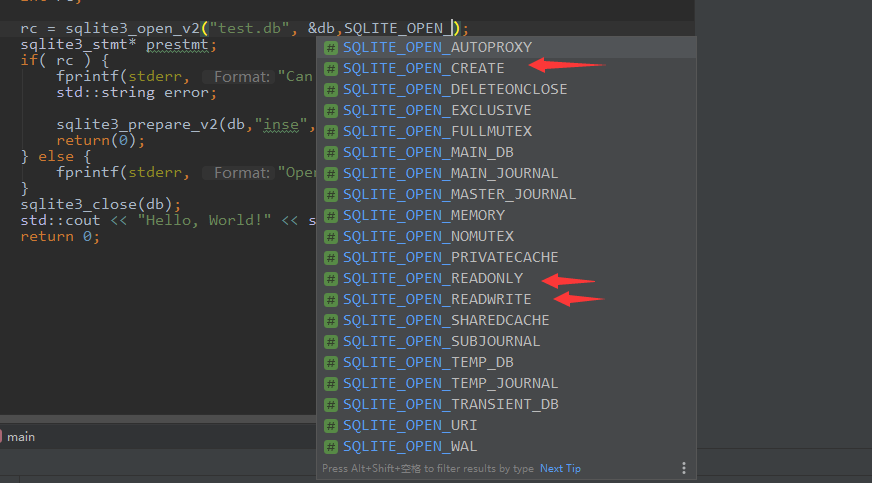 rc = sqlite3_open_v2("test.db", &db,SQLITE_OPEN_);
sqlite3_stmt* prestmt;
if( rc ) {
fprintf(stderr, Format: "Can
std::string error;
sqlite3_prepare_v2(db,"inse",
return(0);
} else {
fprintf(stderr, Format: "Ope
}
sqlite3_close(db);
std::cout << "Hello, World!" << s
return 0;
SQLITE_OPEN_AUTOPROXY
SQLITE_OPEN_CREATE
SQLITE_OPEN_DELETEONCLOSE
SQLITE_OPEN_EXCLUSIVE
SQLITE_OPEN_FULLMUTEX
SQLITE_OPEN_MAIN_DB
SQLITE_OPEN_MAIN_JOURNAL
SQLITE_OPEN_MASTER_JOURNAL
SQLITE_OPEN_MEMORY
SQLITE_OPEN_NOMUTEX
SQLITE_OPEN_PRIVATECACHE
SQLITE_OPEN_READONLY
SQLITE_OPEN_READWRITE
SQLITE_OPEN_SHAREDCACHE
SQLITE_OPEN_SUBJOURNAL
SQLITE_OPEN_TEMP_DB
SQLITE_OPEN_TEMP_JOURNAL
SQLITE_OPEN_TRANSIENT_DB
SQLITE_OPEN_URI
SQLITE_OPEN_WAL
Press Alt+Shift+空格 to filter results by type Next Tip
main